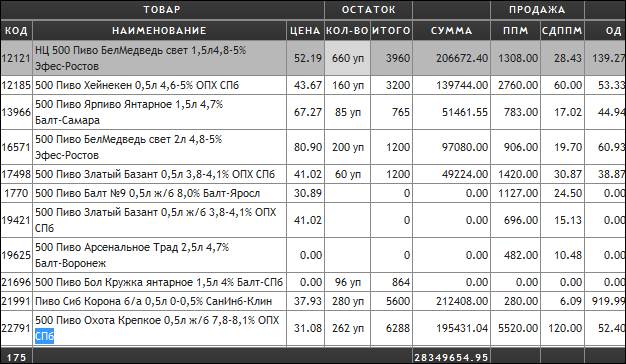 ТОВАР ОСТАТОК ПРОДАЖА
КОД НАИМЕНОВАНИЕ ЦЕНА КОЛ-ВО ИТОГО СУММА ППМ СДППМ ОД
12121 НЦ 500 Пиво БелМедведь свет 1,5л4,8-5% 52.19 660 уп 3960 206672.40 1308.00 28.43 139.27
Эфес-Ростов
12185 500 Пиво Хейнекен 0,5л 4,6-5% ОПХ СПб 43.67 160 уп 3200 139744.00 2760.00 60.00 53.33
13966 500 Пиво Ярпиво Янтарное 1,5л 4,7% 67.27 85 уп 765 51461.55 783.00 17.02 44.94
Балт-Самара
16571 500 Пиво БелМедведь свет 2л 4,8-5% 80.90 200 уп 1200 97080.00 906.00 19.70 60.93
Эфес-Ростов
17498 500 Пиво Златый Базант 0,5л 3,8-4,1% ОПХ СПб 41.02 60 уп 1200 49224.00 1420.00 30.87 38.87
1770 500 Пиво Балт №9 0,5л ж/б 8,0% Балт-Яросл 30.89 0 0.00 1127.00 24.50 0.00
19421 500 Пиво Златый Базант 0,5л ж/б 3,8-4,1% ОПХ 41.02 0 0.00 696.00 15.13 0.00
СПб
19625 500 Пиво Арсенальное Трад 2,5л 4,7% 0.00 0 0.00 482.00 10.48 0.00
Балт-Воронеж
21696 500 Пиво Бол Кружка янтарное 1,5л 4% Балт-СПб 0.00 96 уп 864 0.00 0.00 0.00 0.00
21991 Пиво Сиб Корона б/а 0,5л 0-0,5% СанИнб-Клин 37.93 280 уп 5600 212408.00 280.00 6.09 919.99
22791 500 Пиво Охота Крепкое 0,5л ж/б 7,8-8,1% ОПХ 31.08 262 уп 6288 195431.04 5520.00 120.00 52.40
СПб
175 28349654.95